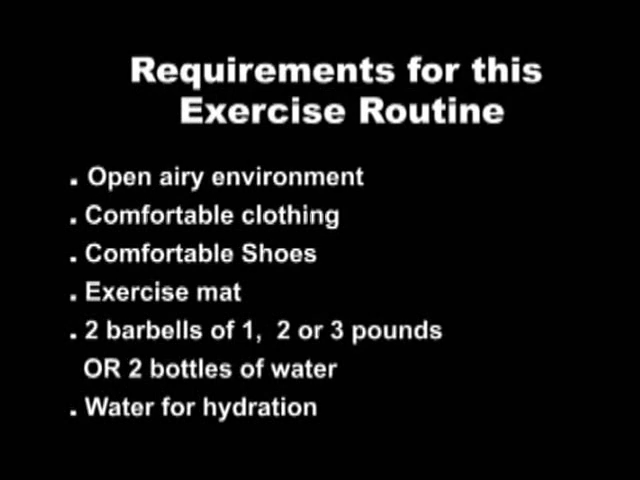 Requirements for this
Exercise Routine
. Open airy environment
. Comfortable clothing
. Comfortable Shoes
. Exercise mat
. 2 barbells of 1,  2 or 3 pounds
OR 2 bottles of water
. Water for hydration